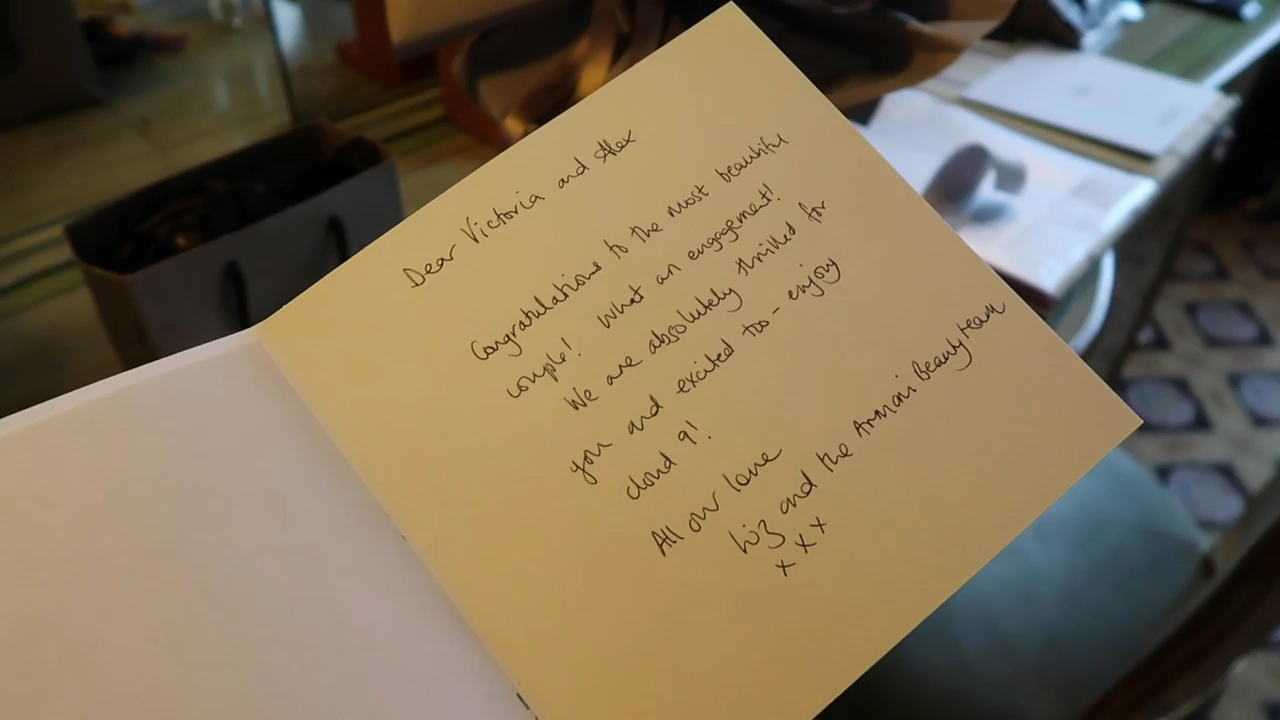 Dear Victoria and Alex
Congratulations to the most beautiful
couple! What an engagement!
We are absolutely thrilled for
you and excited too - enjoy
cloud 9!
All our love
Liz and the Armani Beauty team
x x x